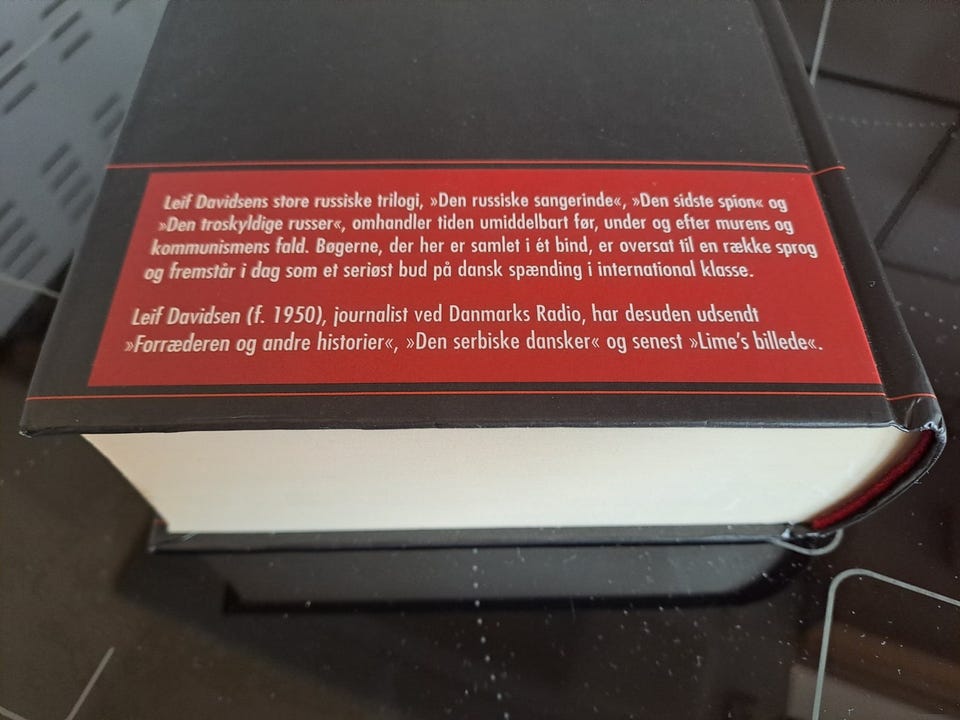 Leif Davidsens store russiske trilogi, »Den russiske sangerinde«, »Den sidste spion« og
»Den troskyldige russer«, omhandler tiden umiddelbart før, under og efter murens og
kommunismens fald. Bøgerne, der her er samlet i ét bind, er oversat til en række sprog
og fremstår i dag som et seriøst bud på dansk spænding i international klasse.
Leif Davidsen (f. 1950), journalist ved Danmarks Radio, har desuden udsendt
»Forræderen og andre historier«, »Den serbiske dansker« og senest »Lime's billede«.